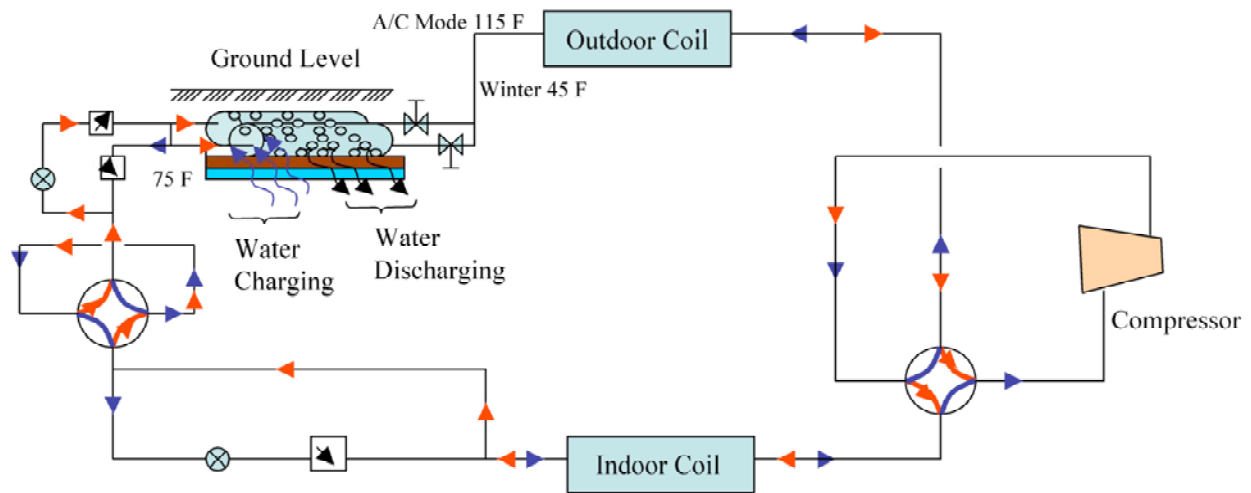 A/C Mode 115 F
Outdoor Coil
Ground Level
Winter 45 F
75 F
Water
Charging
Water
Discharging
Compressor
Indoor Coil